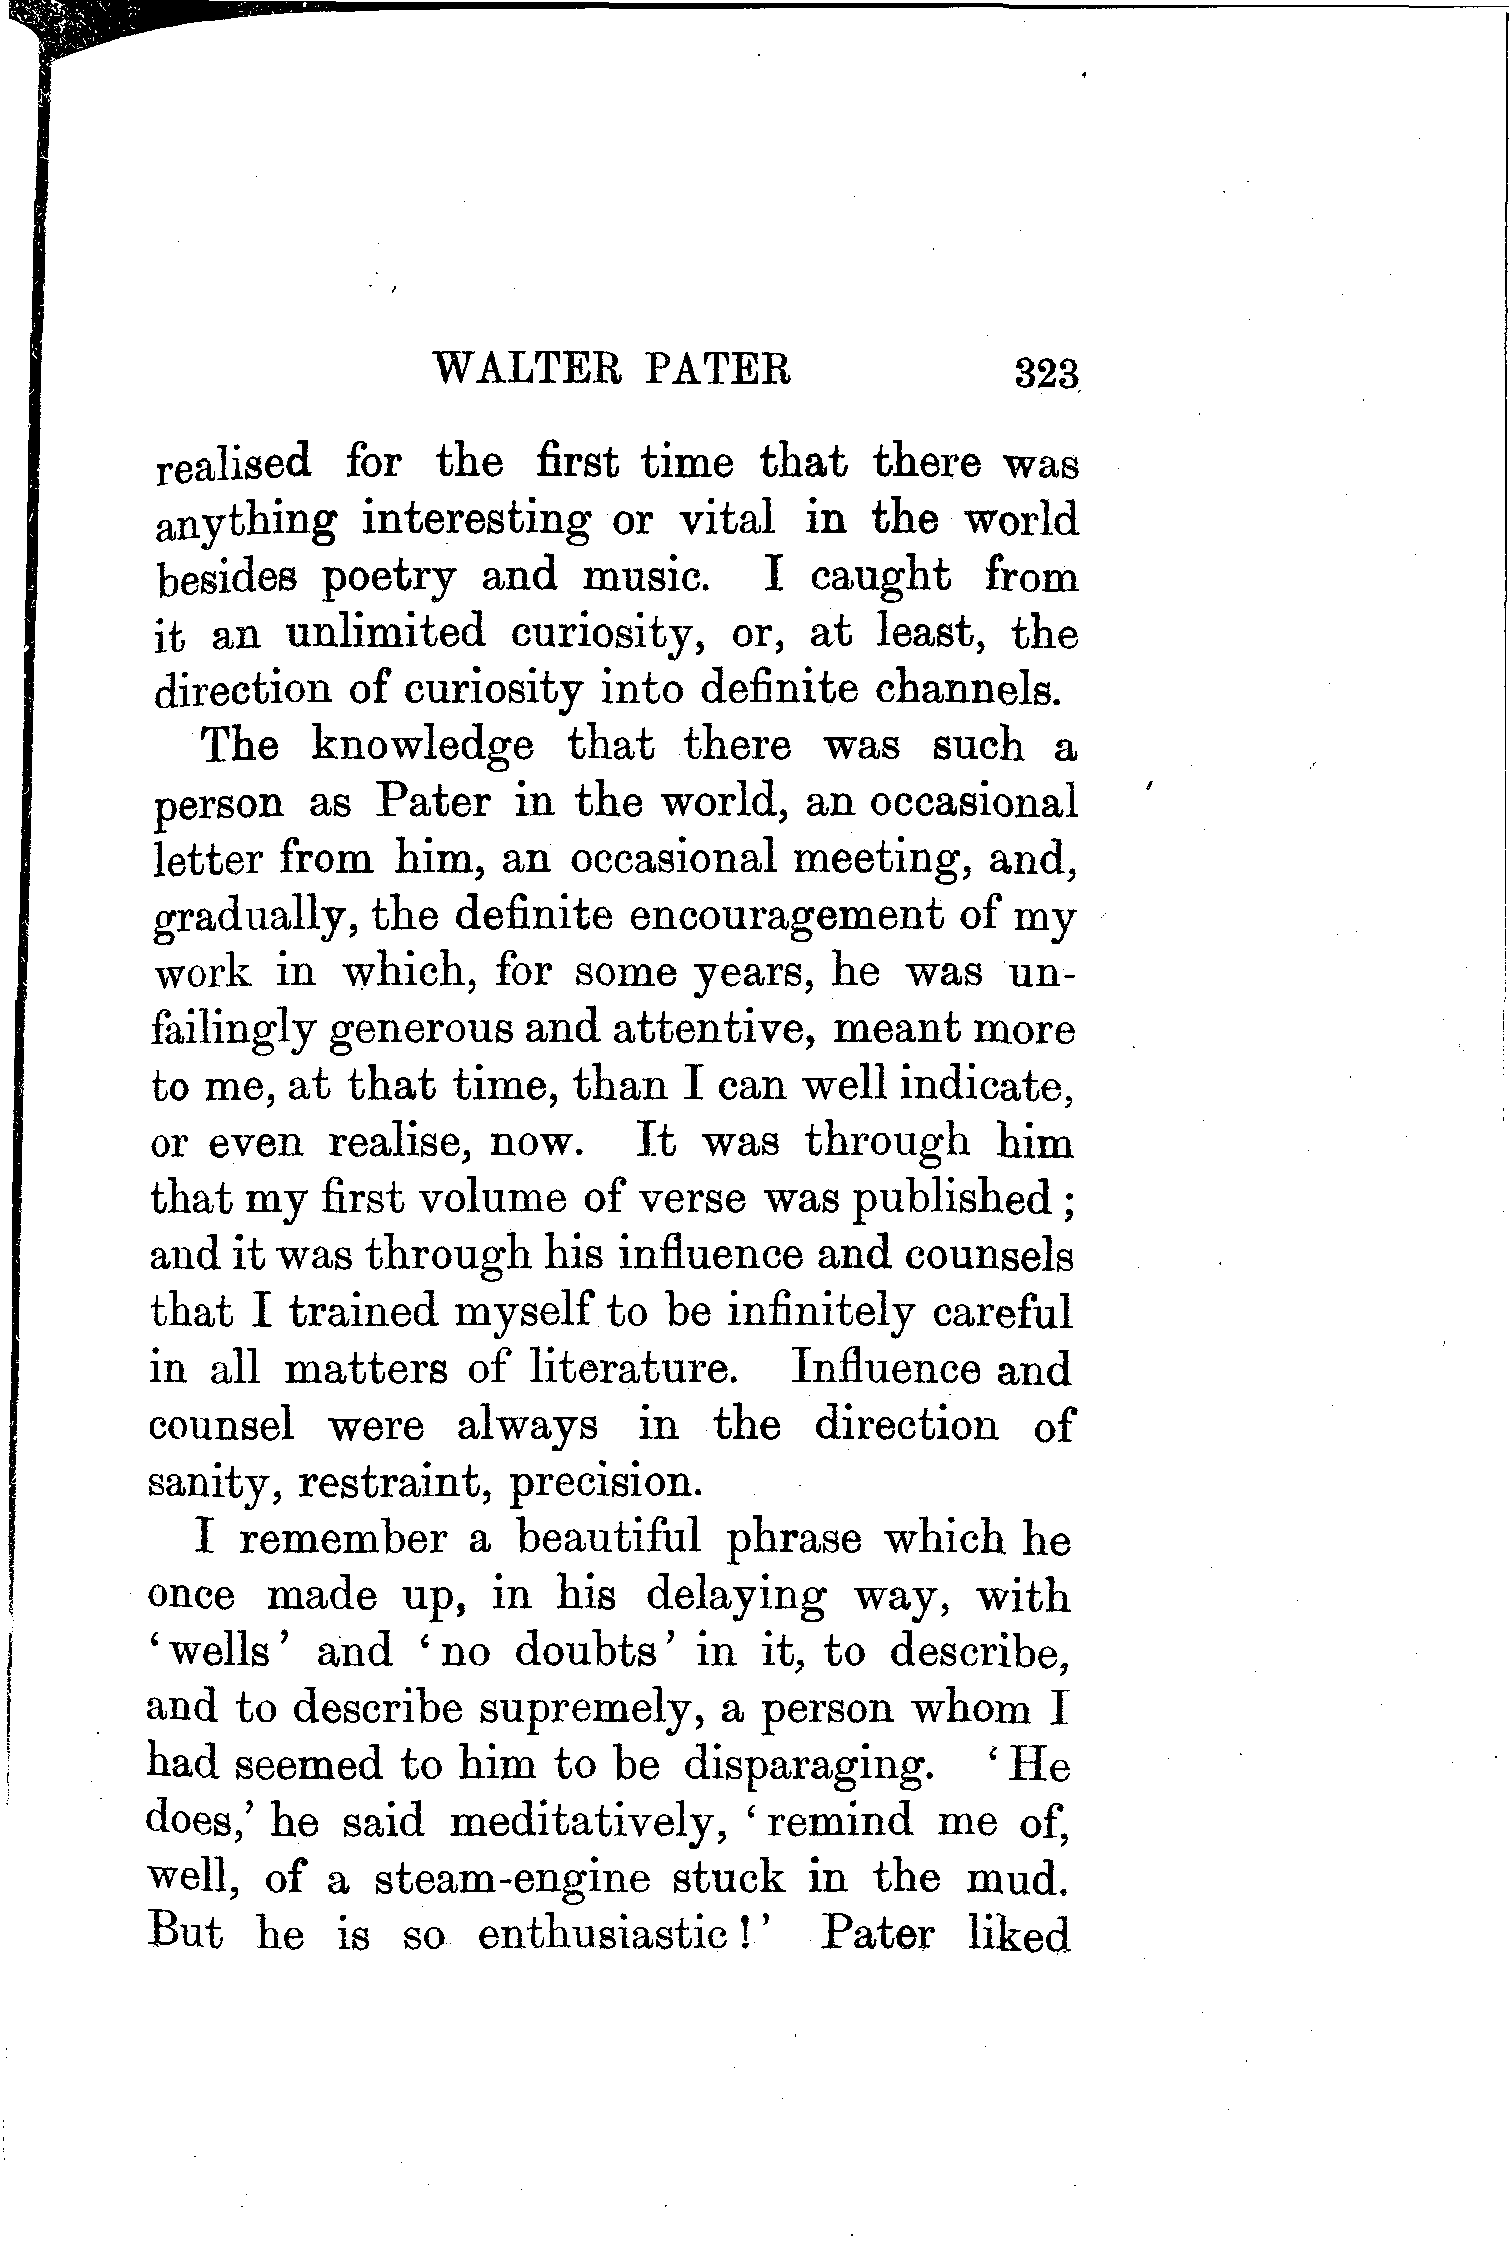 WALTER PATER 323
realised for the first time that there was
anything interesting or vital in the world
besides poetry and music. I caught from
it an unlimited curiosity, or, at least, the
direction of curiosity into definite channels.
The knowledge that there was such a
person as Pater in the world, an occasional
letter from him, an occasional meeting, and,
gradually, the definite encouragement of my
work in which, for some years, he was un-
failingly generous and attentive, meant more
to me, at that time, than I can well indicate,
or even realise, now. It was through him
that my first volume of verse was published ;
and it was through his influence and counsels
that I trained myself to be infinitely careful
in all matters of literature. Influence and
counsel were always in the direction of
sanity, restraint, precision.
I remember a beautiful phrase which he
once made up, in his delaying way, with
‘wells’ and ‘no doubts’ in it, to describe,
and to describe supremely, a person whom I
had seemed to him to be disparaging. ‘He
does,’ he said meditatively, ‘remind me of,
well, of a steam-engine stuck in the mud.
But he is so enthusiastic!’ Pater liked